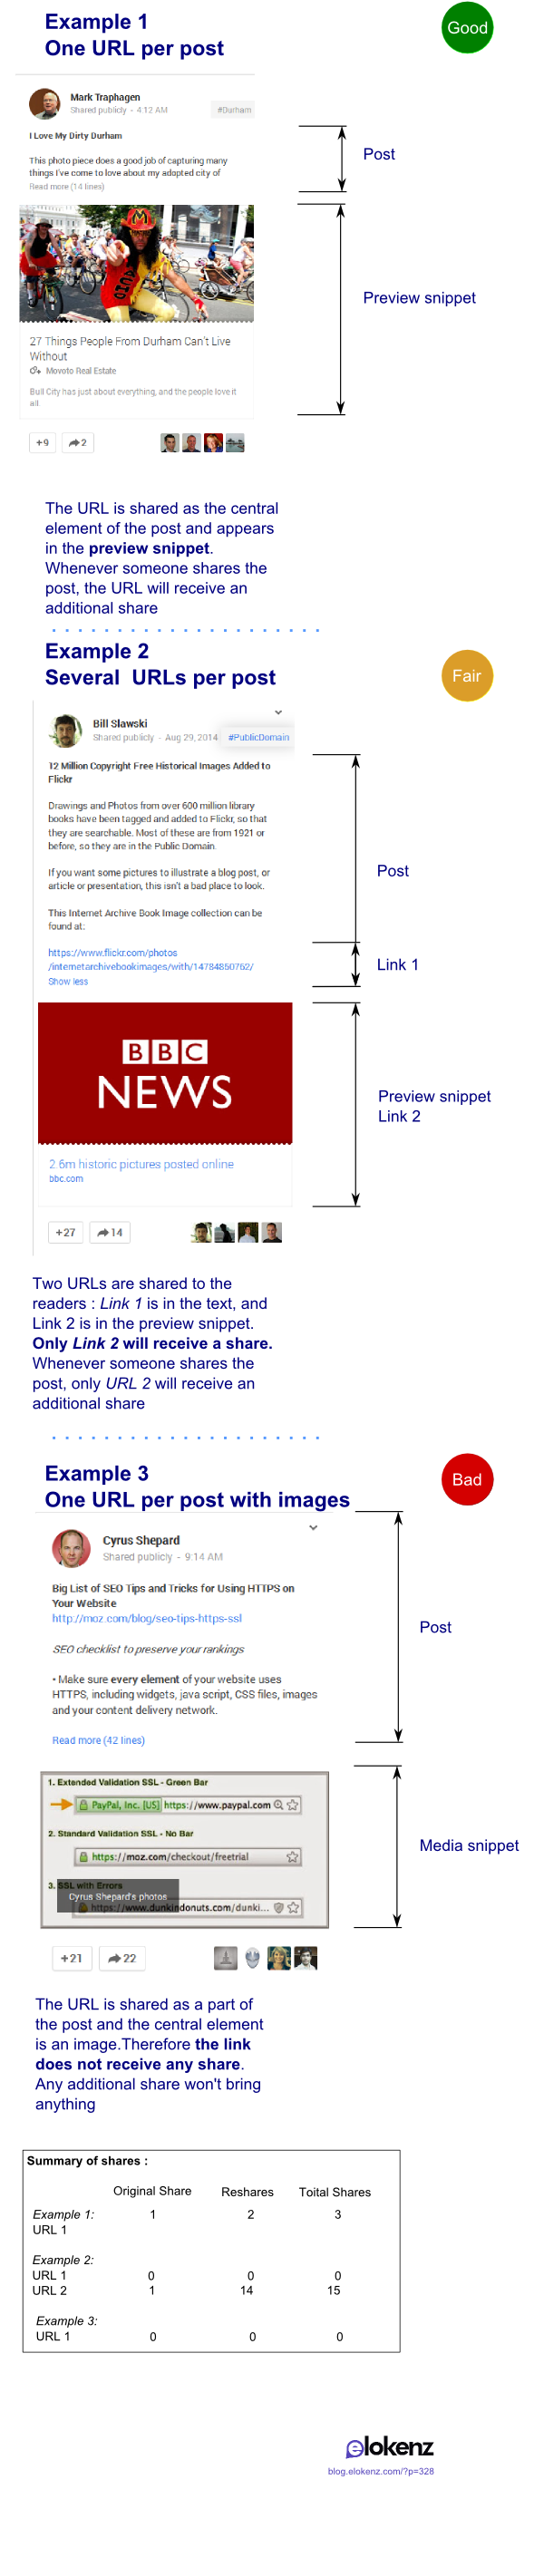 Example 1
Good
One URL per post
Mark Traphagen
Shared publicly - 4:12 AM
#Durham
I Love My Dirty Durham
This photo piece does a good job of capturing many
things I've come to love about my adopted city of
Read more (14 lines)
Post
Preview snippet
27 Things People From Durham Can't Live
Without
Movoto Real Estate
Bull City has just about everything, and the people love it
all.
+9
2
The URL is shared as the central
element of the post and appears
in the preview snippet.
Whenever someone shares the
post, the URL will receive an
additional share
Example 2
Several URLs per post
Fair
Bill Slawski
Shared publicly - Aug 29, 2014
#PublicDomain
12 Million Copyright Free Historical Images Added to
Flickr
Drawings and Photos from over 600 million library
books have been tagged and added to Flickr, so that
they are searchable. Most of these are from 1921 or
before, so they are in the Public Domain.
If you want some pictures to illustrate a blog post, or
article or presentation, this isn't a bad place to look.
This Internet Archive Book Image collection can be
found at:
https://www.flickr.com/photos
/internetarchivebookimages/with/14784850762/
Show less
Post
Link 1
BBC
NEWS
Preview snippet
Link 2
2.6m historic pictures posted online
bbc.com
+27
14
Two URLs are shared to the
readers : Link 1 is in the text, and
Link 2 is in the preview snippet.
Only Link 2 will receive a share.
Whenever someone shares the
post, only URL 2 will receive an
additional share
Example 3
Bad
One URL per post with images
Cyrus Shepard
Shared publicly - 9:14 AM
Big List of SEO Tips and Tricks for Using HTTPS on
Your Website
http://moz.com/blog/seo-tips-https-ssl
SEO checklist to preserve your rankings
• Make sure every element of your website uses
HTTPS, including widgets, java script, CSS files, images
and your content delivery network.
Read more (42 lines)
Post
1. Extended Validation SSL - Green Bar
PayPal, Inc. [US] https://www.paypal.com
2. Standard Validation SSL - No Bar
https://moz.com/checkout/freetrial
3. SSL with Errors
Cyrus Shepard's photos
https://www.dunkindonuts.com/dunki...
Media snippet
+21
22
The URL is shared as a part of
the post and the central element
is an image.Therefore the link
does not receive any share.
Any additional share won't bring
anything
Summary of shares :
Original Share Reshares Toital Shares
Example 1: 1 2 3
URL 1
Example 2:
URL 1 0 0 0
URL 2 1 14 15
Example 3:
URL 1 0 0 0
elokenz
blog.elokenz.com/?p=328